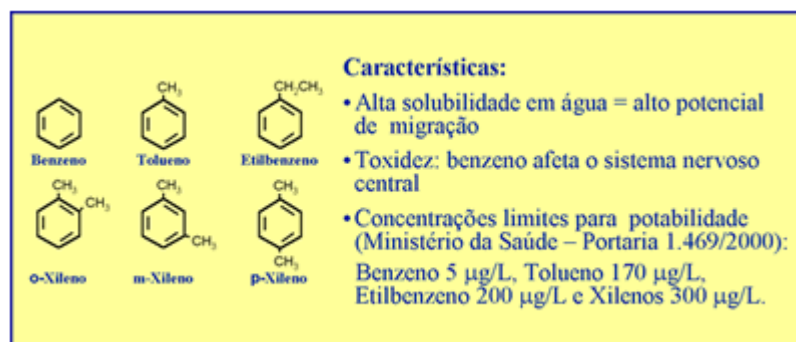 CH₃
CH₂CH₃
Benzeno
Tolueno
Etilbenzeno
CH₃
CH₃
CH₃
CH₃
CH₃
CH₃
o-Xileno
m-Xileno
p-Xileno
Características:
• Alta solubilidade em água = alto potencial
de migração
• Toxidez: benzeno afeta o sistema nervoso
central
• Concentrações limites para potabilidade
(Ministério da Saúde – Portaria 1.469/2000):
Benzeno 5 µg/L, Tolueno 170 µg/L,
Etilbenzeno 200 µg/L e Xilenos 300 µg/L.